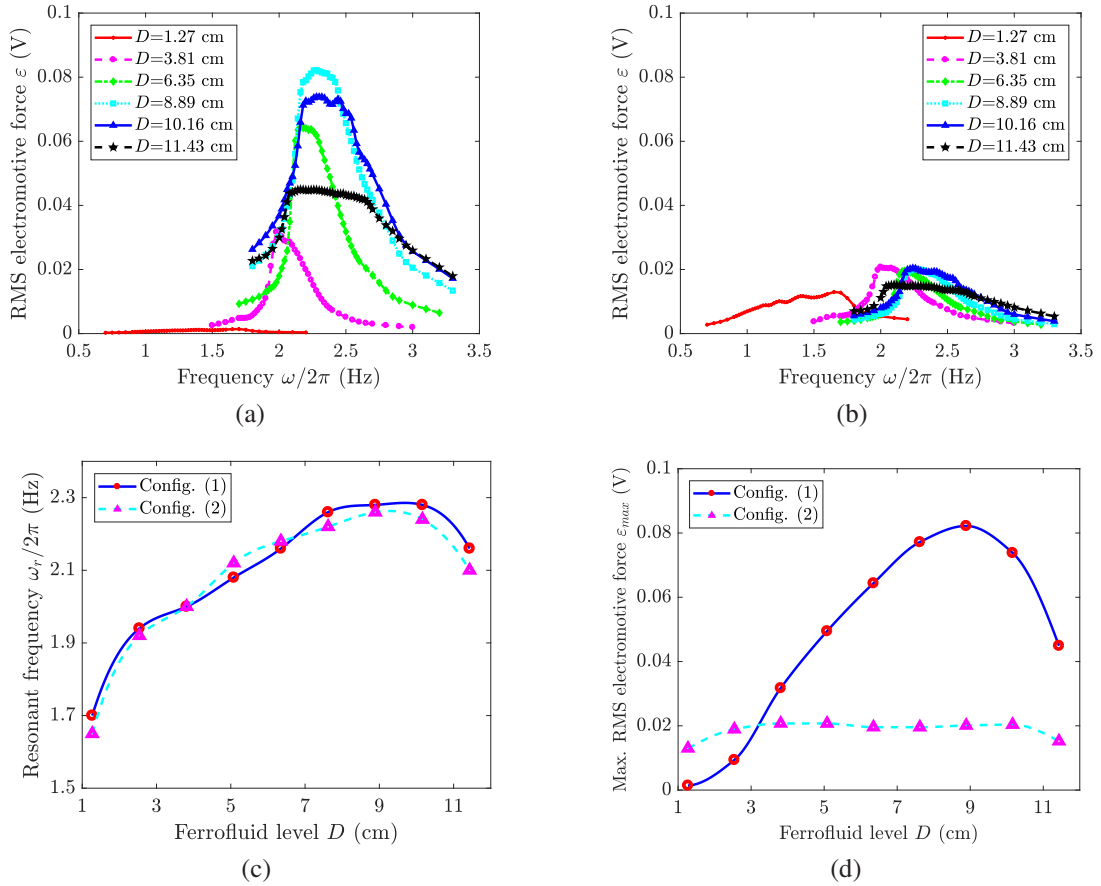 RMS electromotive force ε (V)
0.1
0.08
0.06
0.04
0.02
0
D=1.27 cm
D=3.81 cm
D=6.35 cm
D=8.89 cm
D=10.16 cm
D=11.43 cm
0.5 1 1.5 2 2.5 3 3.5
Frequency ω/2π (Hz)
(a)
RMS electromotive force ε (V)
0.1
0.08
0.06
0.04
0.02
0
D=1.27 cm
D=3.81 cm
D=6.35 cm
D=8.89 cm
D=10.16 cm
D=11.43 cm
0.5 1 1.5 2 2.5 3 3.5
Frequency ω/2π (Hz)
(b)
Resonant frequency ωr/2π (Hz)
2.3
2.1
1.9
1.7
1.5
Config. (1)
Config. (2)
1 3 5 7 9 11
Ferrofluid level D (cm)
(c)
Max. RMS electromotive force εmax (V)
0.1
0.08
0.06
0.04
0.02
0
Config. (1)
Config. (2)
1 3 5 7 9 11
Ferrofluid level D (cm)
(d)